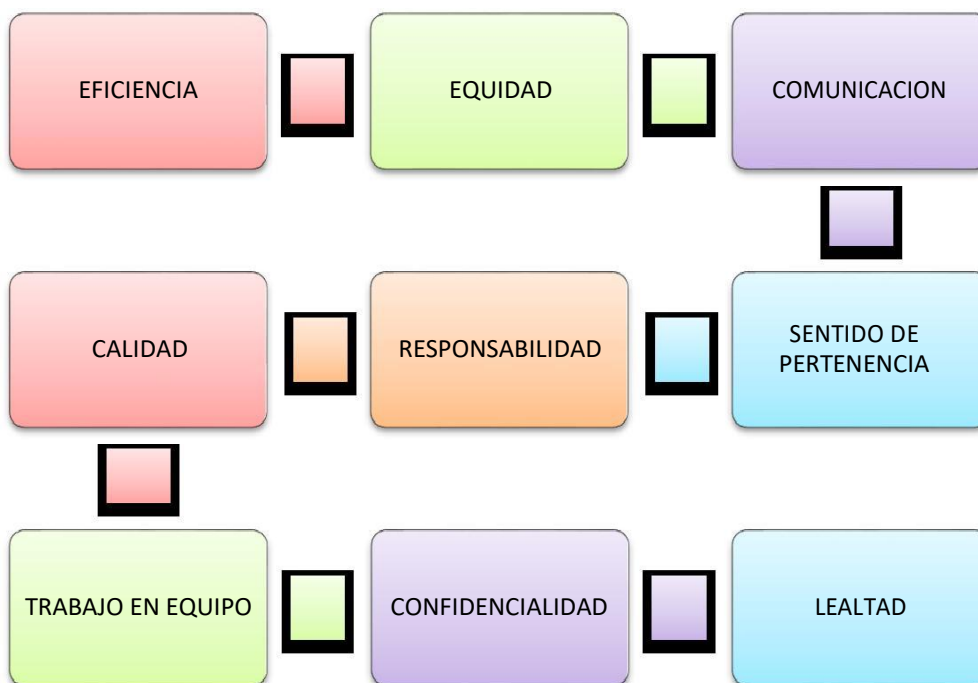 EFICIENCIA
EQUIDAD
COMUNICACION
CALIDAD
RESPONSABILIDAD
SENTIDO DE
PERTENENCIA
TRABAJO EN EQUIPO
CONFIDENCIALIDAD
LEALTAD